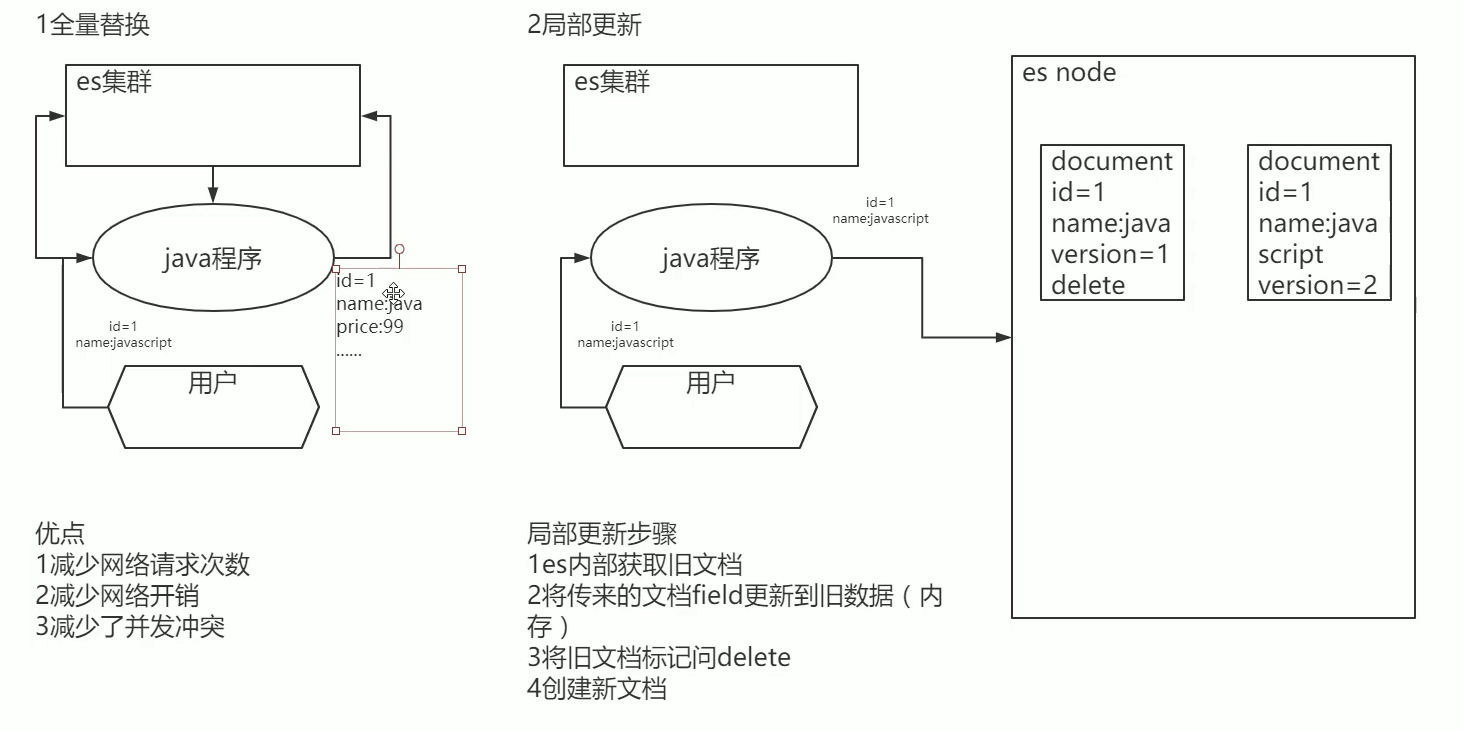 1全量替换
es集群
java程序
id=1
name:java
price:99
......
id=1
name:javascript
用户
优点
1减少网络请求次数
2减少网络开销
3减少了并发冲突
2局部更新
es集群
id=1
name:javascript
java程序
id=1
name:javascript
用户
局部更新步骤
1es内部获取旧文档
2将传来的文档field更新到旧数据（内
存）
3将旧文档标记问delete
4创建新文档
es node
document
id=1
name:java
version=1
delete
document
id=1
name:java
script
version=2